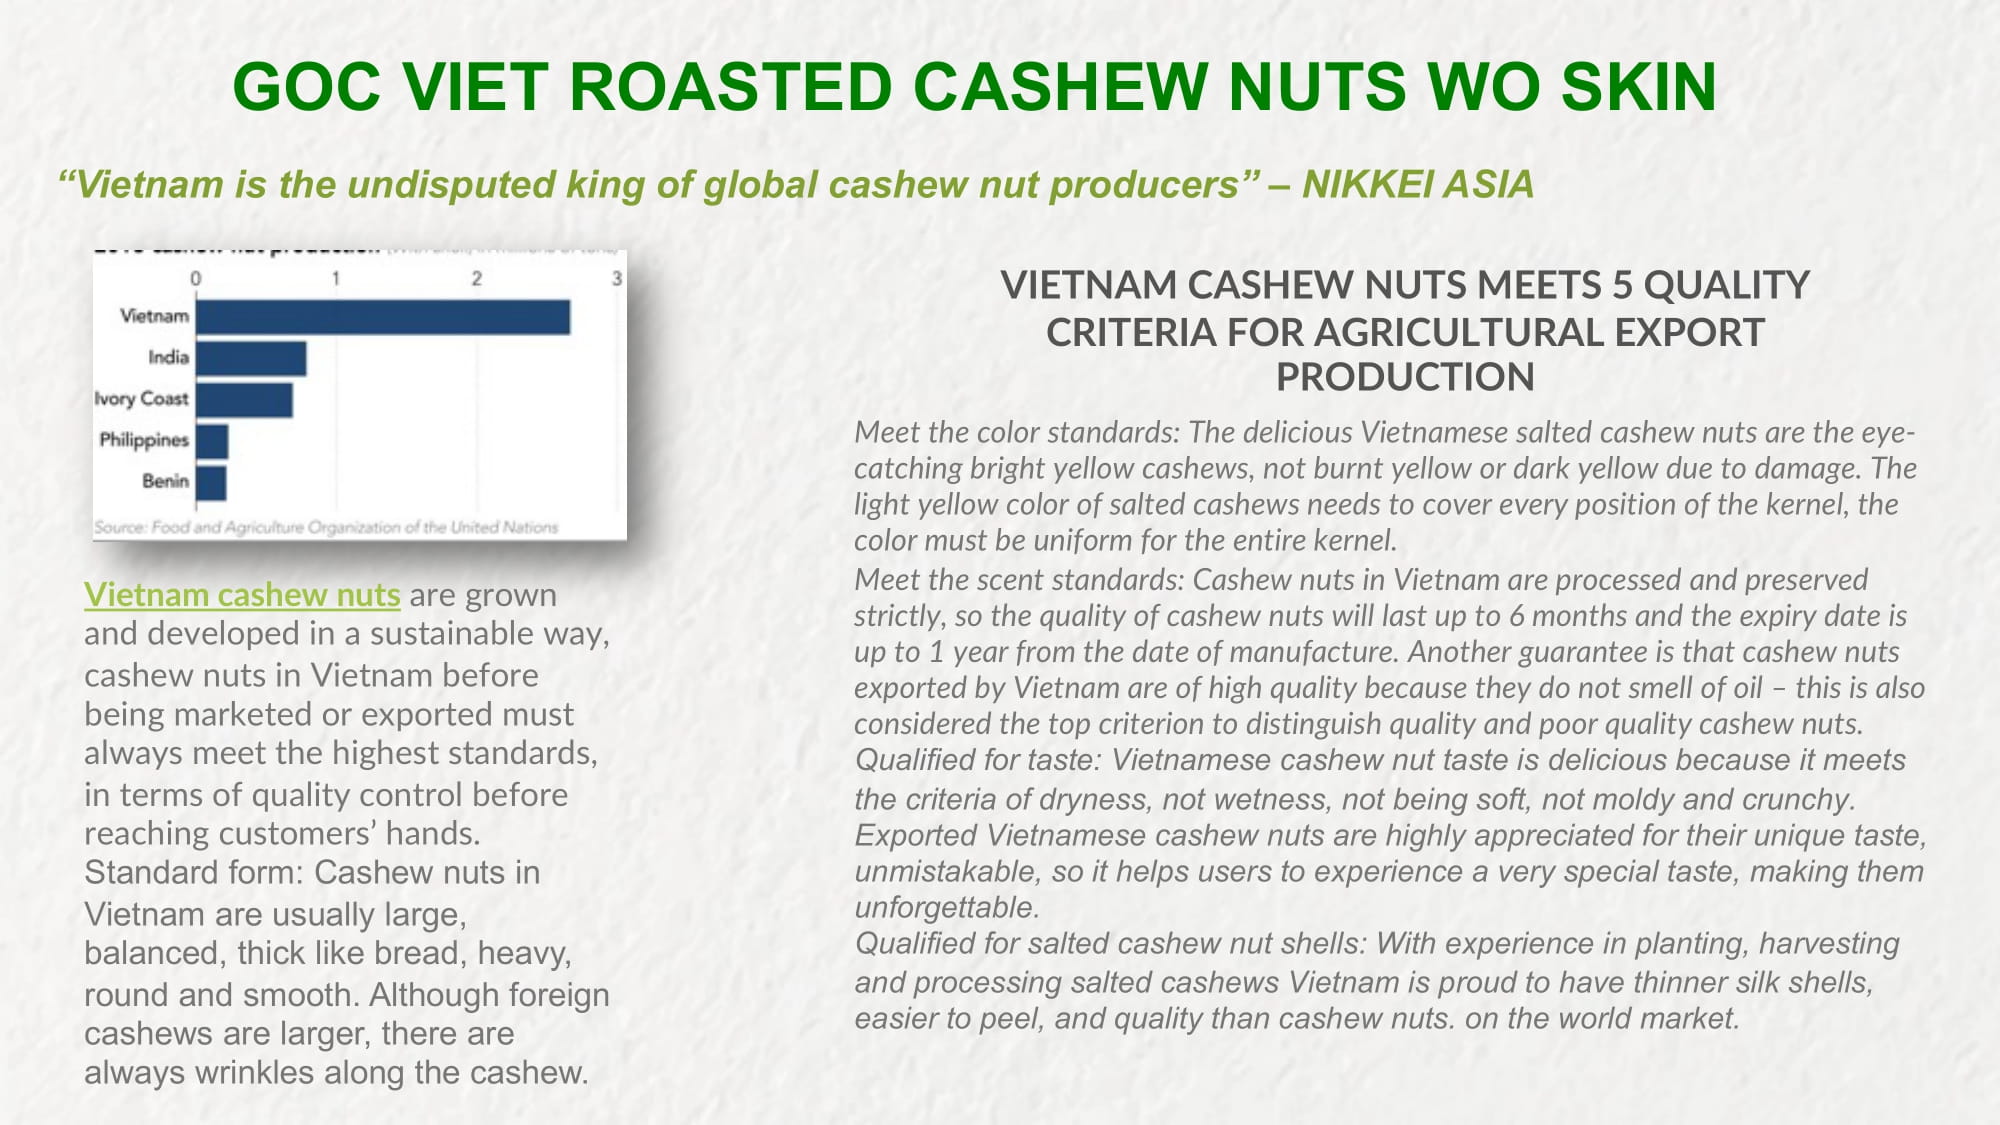 GOC VIET ROASTED CASHEW NUTS WO SKIN
“Vietnam is the undisputed king of global cashew nut producers” – NIKKEI ASIA
cashew nut production
0 1 2 3
Vietnam
India
Ivory Coast
Philippines
Benin
Source: Food and Agriculture Organization of the United Nations
Vietnam cashew nuts are grown
and developed in a sustainable way,
cashew nuts in Vietnam before
being marketed or exported must
always meet the highest standards,
in terms of quality control before
reaching customers’ hands.
Standard form: Cashew nuts in
Vietnam are usually large,
balanced, thick like bread, heavy,
round and smooth. Although foreign
cashews are larger, there are
always wrinkles along the cashew.
VIETNAM CASHEW NUTS MEETS 5 QUALITY
CRITERIA FOR AGRICULTURAL EXPORT
PRODUCTION
Meet the color standards: The delicious Vietnamese salted cashew nuts are the eye-
catching bright yellow cashews, not burnt yellow or dark yellow due to damage. The
light yellow color of salted cashews needs to cover every position of the kernel, the
color must be uniform for the entire kernel.
Meet the scent standards: Cashew nuts in Vietnam are processed and preserved
strictly, so the quality of cashew nuts will last up to 6 months and the expiry date is
up to 1 year from the date of manufacture. Another guarantee is that cashew nuts
exported by Vietnam are of high quality because they do not smell of oil – this is also
considered the top criterion to distinguish quality and poor quality cashew nuts.
Qualified for taste: Vietnamese cashew nut taste is delicious because it meets
the criteria of dryness, not wetness, not being soft, not moldy and crunchy.
Exported Vietnamese cashew nuts are highly appreciated for their unique taste,
unmistakable, so it helps users to experience a very special taste, making them
unforgettable.
Qualified for salted cashew nut shells: With experience in planting, harvesting
and processing salted cashews Vietnam is proud to have thinner silk shells,
easier to peel, and quality than cashew nuts. on the world market.